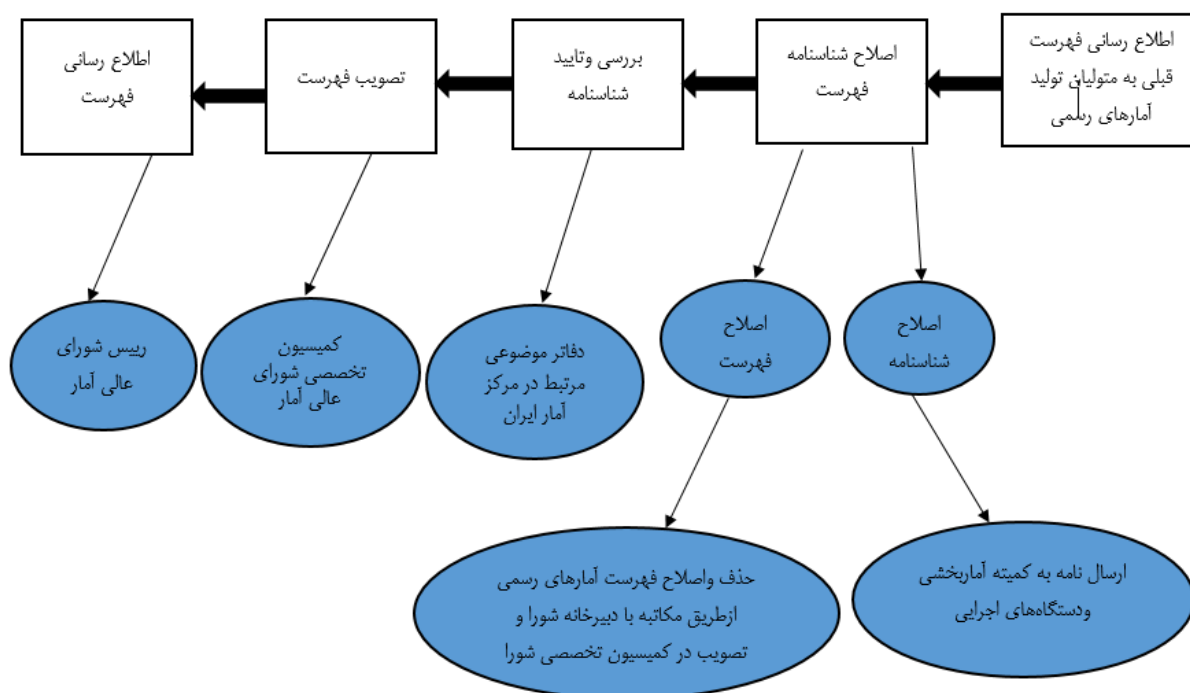 اطلاع رسانی فهرست
قبلی به متولیان تولید
آمارهای رسمی
اصلاح شناسنامه
فهرست
بررسی وتایید
شناسنامه
تصویب فهرست
اطلاع رسانی
فهرست
اصلاح
شناسنامه
اصلاح
فهرست
دفاتر موضوعی
مرتبط در مرکز
آمار ایران
کمیسیون
تخصصی شورای
عالی آمار
رییس شورای
عالی آمار
ارسال نامه به کمیته آماربخشی
ودستگاه‌های اجرایی
حذف واصلاح فهرست آمارهای رسمی
ازطریق مکاتبه با دبیرخانه شورا و
تصویب در کمیسیون تخصصی شورا